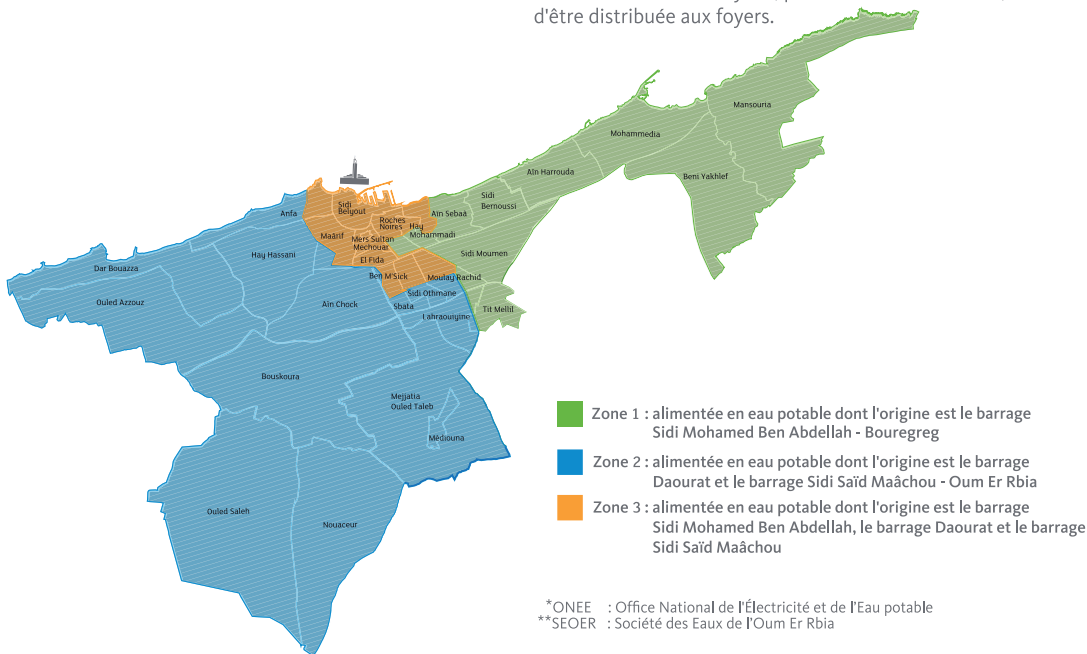 d'être distribuée aux foyers.
Mansouria
Mohammedia
Beni Yakhlef
Aïn Harrouda
Sidi
Bernoussi
Aïn Sebaâ
Sidi
Belyout
Anfa
Roches
Noires
Hay
Mohammadi
Maârif
Mers Sultan
Méchouar
El Fida
Sidi Moumen
Hay Hassani
Dar Bouazza
Ben M'Sick
Moulay Rachid
Sidi Othmane
Ouled Azzouz
Aïn Chock
Sbata
Lahraouiyine
Tit Mellil
Bouskoura
Mejjatia
Ouled Taleb
Médiouna
Ouled Saleh
Nouaceur
Zone 1 : alimentée en eau potable dont l'origine est le barrage
Sidi Mohamed Ben Abdellah - Bouregreg
Zone 2 : alimentée en eau potable dont l'origine est le barrage
Daourat et le barrage Sidi Saïd Maâchou - Oum Er Rbia
Zone 3 : alimentée en eau potable dont l'origine est le barrage
Sidi Mohamed Ben Abdellah, le barrage Daourat et le barrage
Sidi Saïd Maâchou
*ONEE : Office National de l'Électricité et de l'Eau potable
**SEOER : Société des Eaux de l'Oum Er Rbia